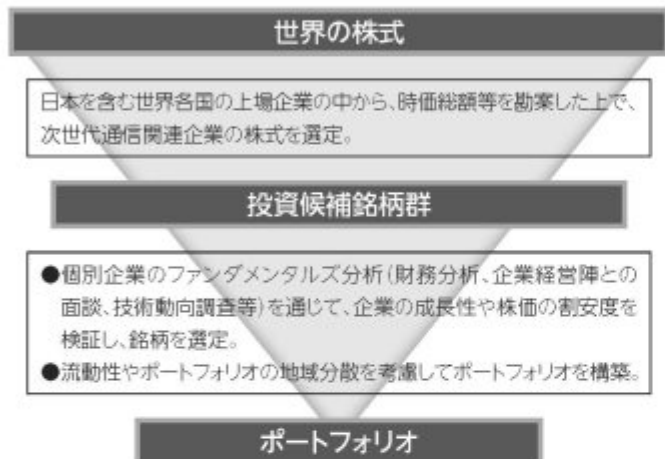 世界の株式
日本を含む世界各国の上場企業の中から、時価総額等を勘案した上で、
次世代通信関連企業の株式を選定。
投資候補銘柄群
●個別企業のファンダメンタルズ分析(財務分析、企業経営陣との
面談、技術動向調査等)を通じて、企業の成長性や株価の割安度を
検証し、銘柄を選定。
●流動性やポートフォリオの地域分散を考慮してポートフォリオを構築。
ポートフォリオ